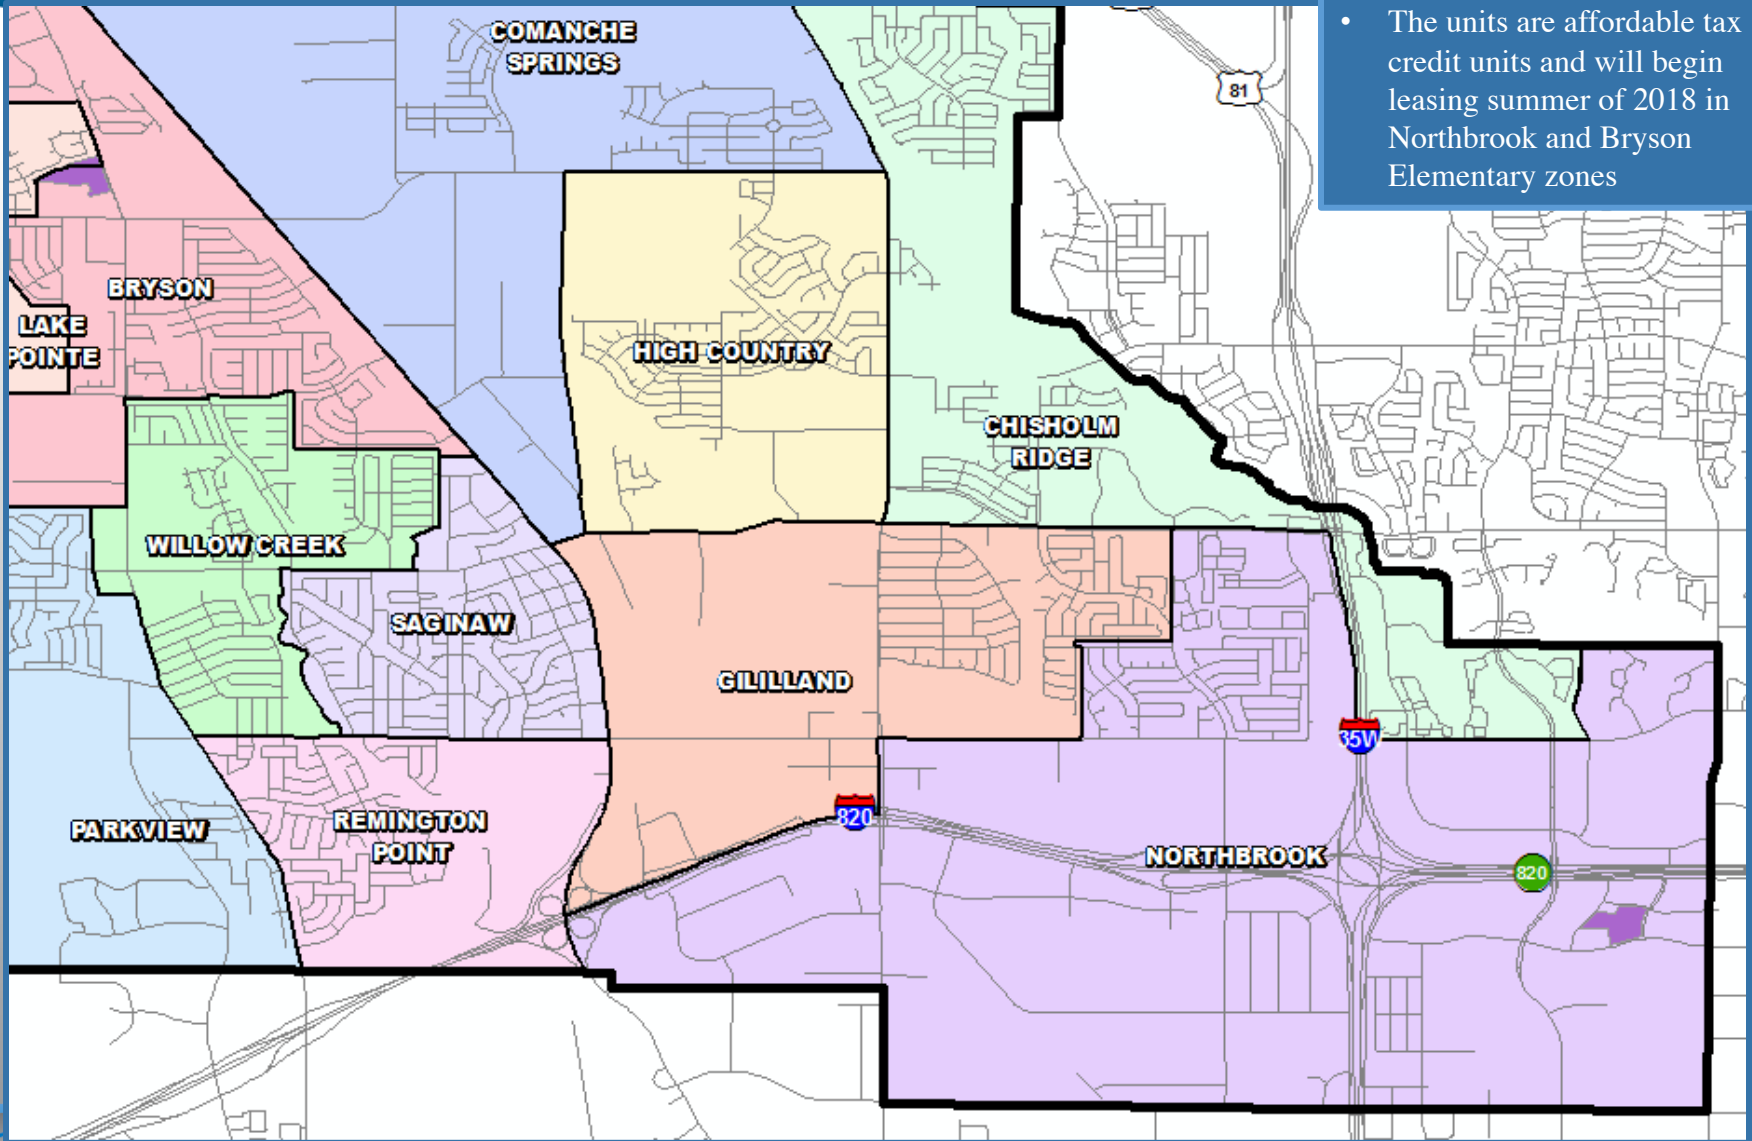 • The units are affordable tax
credit units and will begin
leasing summer of 2018 in
Northbrook and Bryson
Elementary zones
COMANCHE
SPRINGS
81
BRYSON
LAKE
POINTE
HIGH COUNTRY
CHISHOLM
RIDGE
WILLOW CREEK
SAGINAW
GILILLAND
35W
PARKVIEW
REMINGTON
POINT
820
NORTHBROOK
820